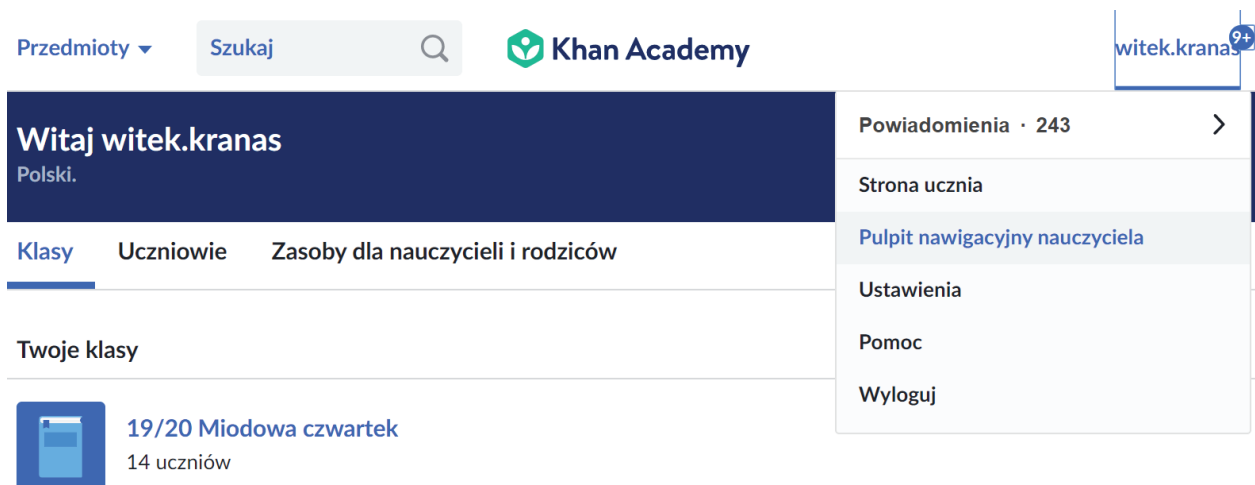 Przedmioty
Szukaj
Khan Academy
witek.kranas
9+
Witaj witek.kranas
Polski.
Powiadomienia · 243
Strona ucznia
Pulpit nawigacyjny nauczyciela
Ustawienia
Pomoc
Wyloguj
Klasy
Uczniowie
Zasoby dla nauczycieli i rodziców
Twoje klasy
19/20 Miodowa czwartek
14 uczniów